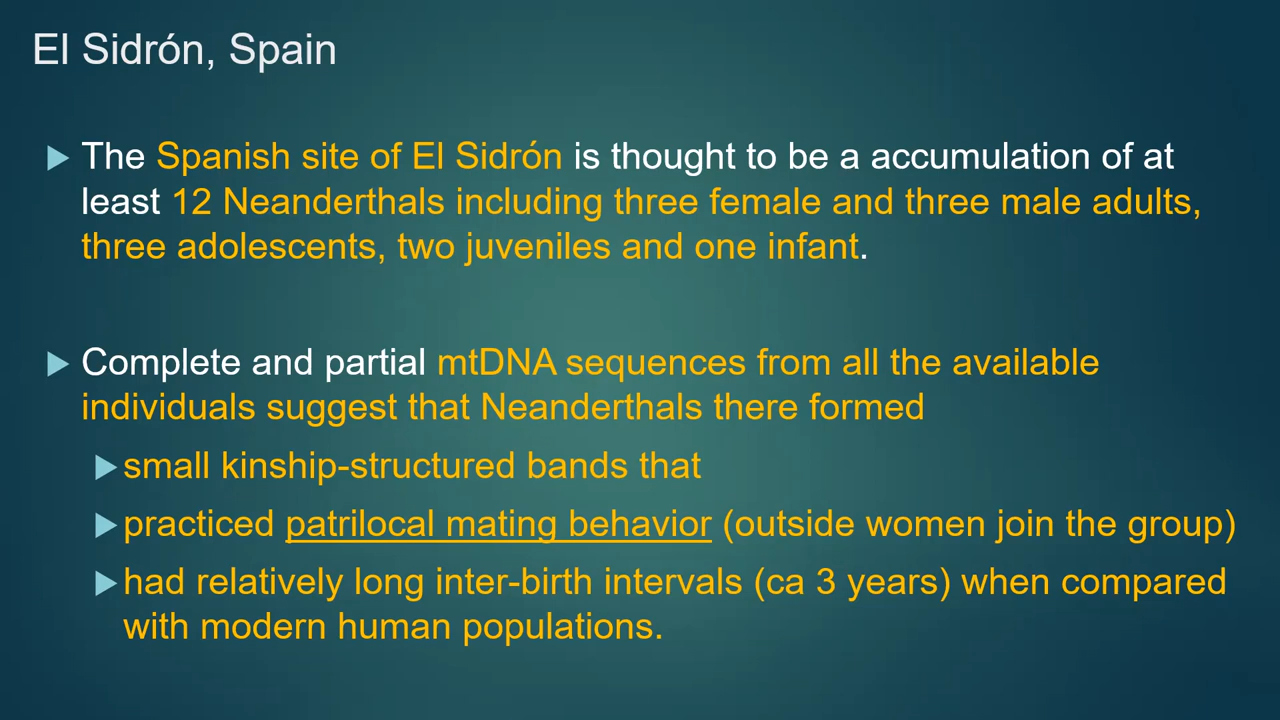 El Sidrón, Spain
The Spanish site of El Sidrón is thought to be a accumulation of at
least 12 Neanderthals including three female and three male adults,
three adolescents, two juveniles and one infant.
Complete and partial mtDNA sequences from all the available
individuals suggest that Neanderthals there formed
small kinship-structured bands that
practiced patrilocal mating behavior (outside women join the group)
had relatively long inter-birth intervals (ca 3 years) when compared
with modern human populations.